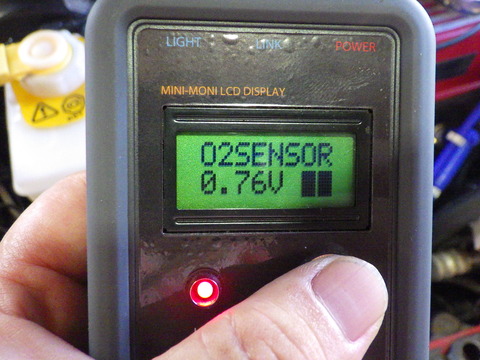 LIGHT LINK POWER
MINI-MONI LCD DISPLAY
O2SENSOR
0.76V